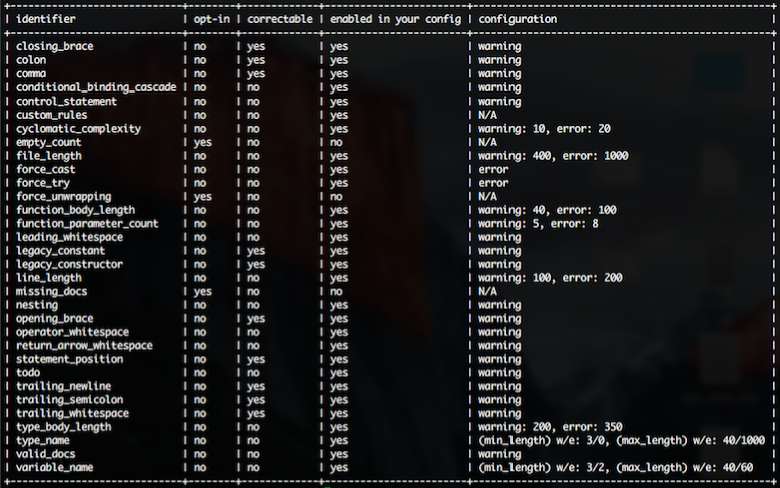 | identifier | opt-in | correctable | enabled in your config | configuration |
| closing_brace | no | yes | yes | warning |
| colon | no | yes | yes | warning |
| comma | no | yes | yes | warning |
| conditional_binding_cascade | no | no | yes | warning |
| control_statement | no | no | yes | warning |
| custom_rules | no | no | yes | N/A |
| cyclomatic_complexity | no | no | yes | warning: 10, error: 20 |
| empty_count | yes | no | no | N/A |
| file_length | no | no | yes | warning: 400, error: 1000 |
| force_cast | no | no | yes | error |
| force_try | no | no | yes | error |
| force_unwrapping | yes | no | no | N/A |
| function_body_length | no | no | yes | warning: 40, error: 100 |
| function_parameter_count | no | no | yes | warning: 5, error: 8 |
| leading_whitespace | no | no | yes | warning |
| legacy_constant | no | yes | yes | warning |
| legacy_constructor | no | yes | yes | warning |
| line_length | no | no | yes | warning: 100, error: 200 |
| missing_docs | yes | no | no | N/A |
| nesting | no | no | yes | warning |
| opening_brace | no | yes | yes | warning |
| operator_whitespace | no | no | yes | warning |
| return_arrow_whitespace | no | no | yes | warning |
| statement_position | no | yes | yes | warning |
| todo | no | no | yes | warning |
| trailing_newline | no | yes | yes | warning |
| trailing_semicolon | no | yes | yes | warning |
| trailing_whitespace | no | yes | yes | warning |
| type_body_length | no | no | yes | warning: 200, error: 350 |
| type_name | no | no | yes | (min_length) w/e: 3/0, (max_length) w/e: 40/1000 |
| valid_docs | no | no | yes | warning |
| variable_name | no | no | yes | (min_length) w/e: 3/2, (max_length) w/e: 40/60 |